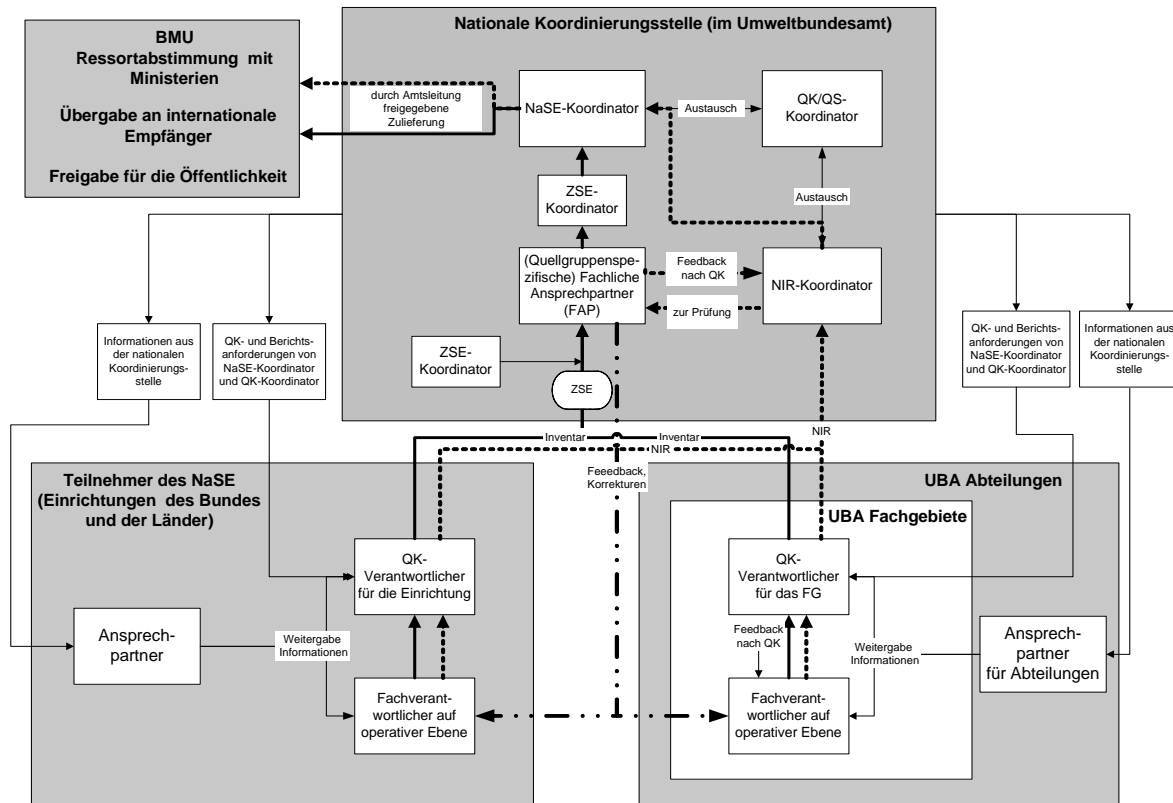 Nationale Koordinierungsstelle (im Umweltbundesamt)
BMU
Ressortabstimmung mit
Ministerien
Übergabe an internationale
Empfänger
Freigabe für die Öffentlichkeit
durch Amtsleitung
freigegebene
Zulieferung
NaSE-Koordinator
Austausch
QK/QS-
Koordinator
ZSE-
Koordinator
Austausch
(Quellgruppenspe-
zifische) Fachliche
Ansprechpartner
(FAP)
Feedback
nach QK
zur Prüfung
NIR-Koordinator
Informationen aus
der nationalen
Koordinierungs-
stelle
QK- und Berichts-
anforderungen von
NaSE-Koordinator
und QK-Koordinator
ZSE-
Koordinator
ZSE
QK- und Berichts-
anforderungen von
NaSE-Koordinator
und QK-Koordinator
Informationen aus
der nationalen
Koordinierungs-
stelle
NIR
Inventar
Inventar
NIR
Feeedback,
Korrekturen
Teilnehmer des NaSE
(Einrichtungen des Bundes
und der Länder)
QK-
Verantwortlicher
für die Einrichtung
Ansprech-
partner
Weitergabe
Informationen
Fachverant-
wortlicher auf
operativer Ebene
UBA Abteilungen
UBA Fachgebiete
QK-
Verantwortlicher
für das FG
Feedback
nach QK
Weitergabe
Informationen
Ansprech-
partner
für Abteilungen
Fachverant-
wortlicher auf
operativer Ebene